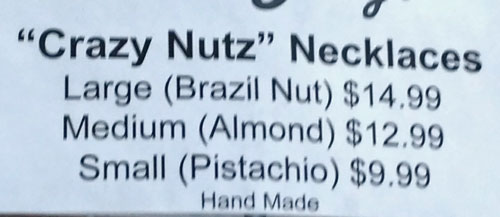 “Crazy Nutz” Necklaces
Large (Brazil Nut) $14.99
Medium (Almond) $12.99
Small (Pistachio) $9.99
Hand Made